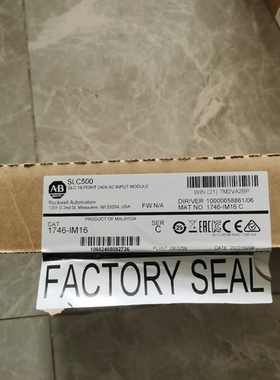 AB
SLC500
SLC 16 POINT 240V AC INPUT MODULE
Rockwell Automation
1201 S 2nd St, Milwaukee, WI 53204, USA
FW N/A
WIN (21) 7M0VA2BP
DIR/VER 10000058861/06
MAT NO. 1746-IM16 C
PRODUCT OF MALAYSIA
CAT
1746-IM16
SER
C
10662468092736
FACTORY SEAL